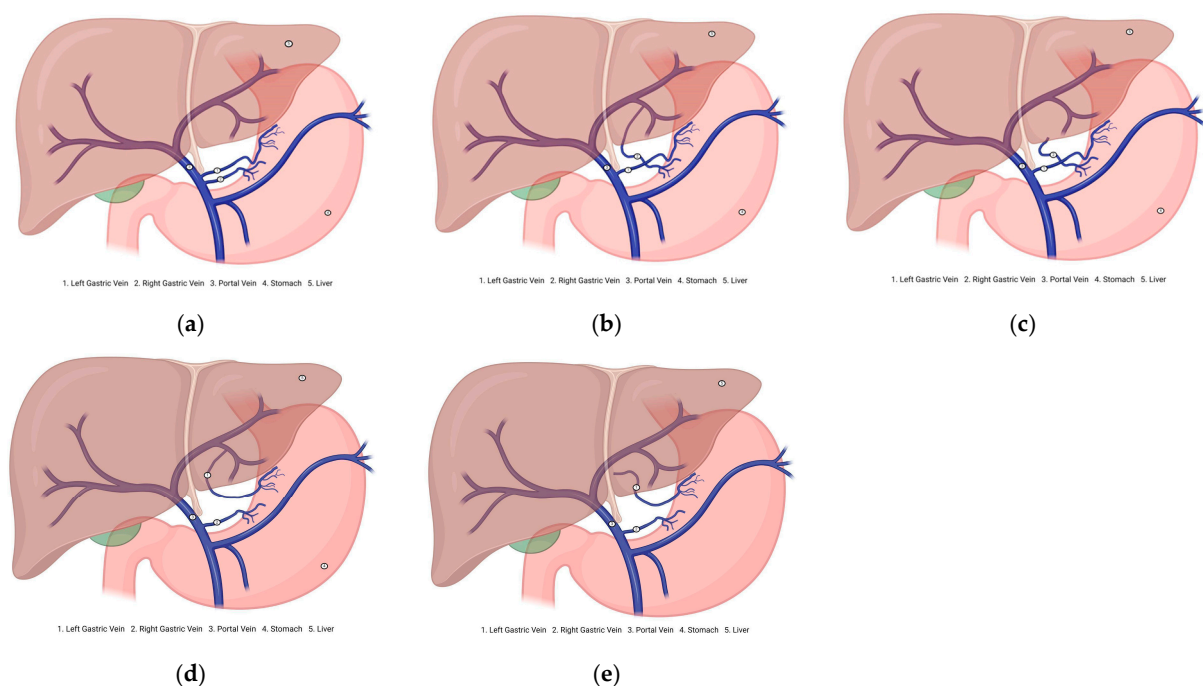 1. Left Gastric Vein 2. Right Gastric Vein 3. Portal Vein 4. Stomach 5. Liver
1. Left Gastric Vein 2. Right Gastric Vein 3. Portal Vein 4. Stomach 5. Liver
1. Left Gastric Vein 2. Right Gastric Vein 3. Portal Vein 4. Stomach 5. Liver
(a)
(b)
(c)
1. Left Gastric Vein 2. Right Gastric Vein 3. Portal Vein 4. Stomach 5. Liver
1. Left Gastric Vein 2. Right Gastric Vein 3. Portal Vein 4. Stomach 5. Liver
(d)
(e)